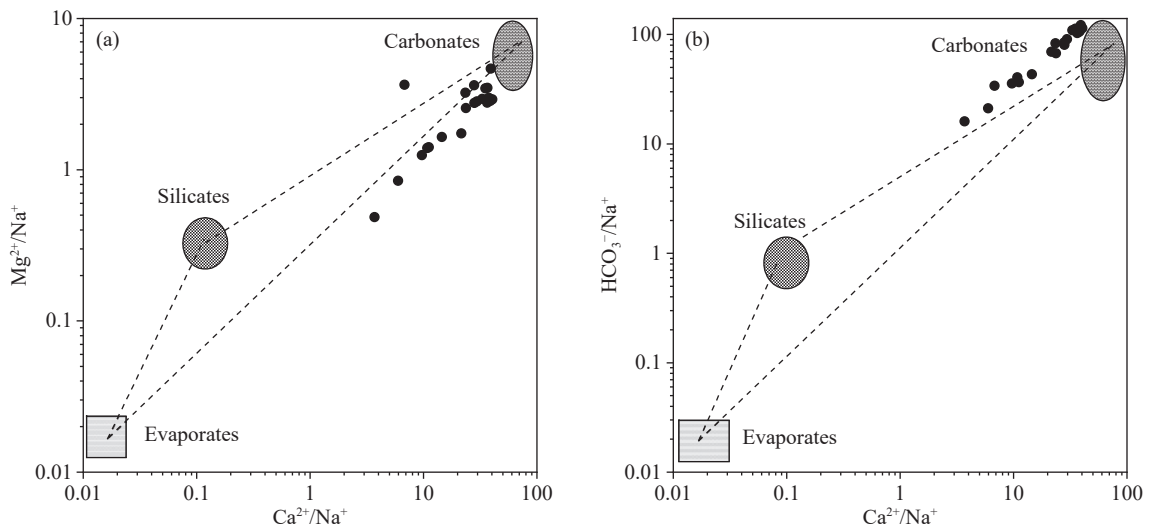 (a)
10
1
0.1
0.01
Mg²⁺/Na⁺
Carbonates
Silicates
Evaporates
0.01 0.1 1 10 100
Ca²⁺/Na⁺
(b)
100
10
1
0.1
0.01
HCO₃⁻/Na⁺
Carbonates
Silicates
Evaporates
0.01 0.1 1 10 100
Ca²⁺/Na⁺